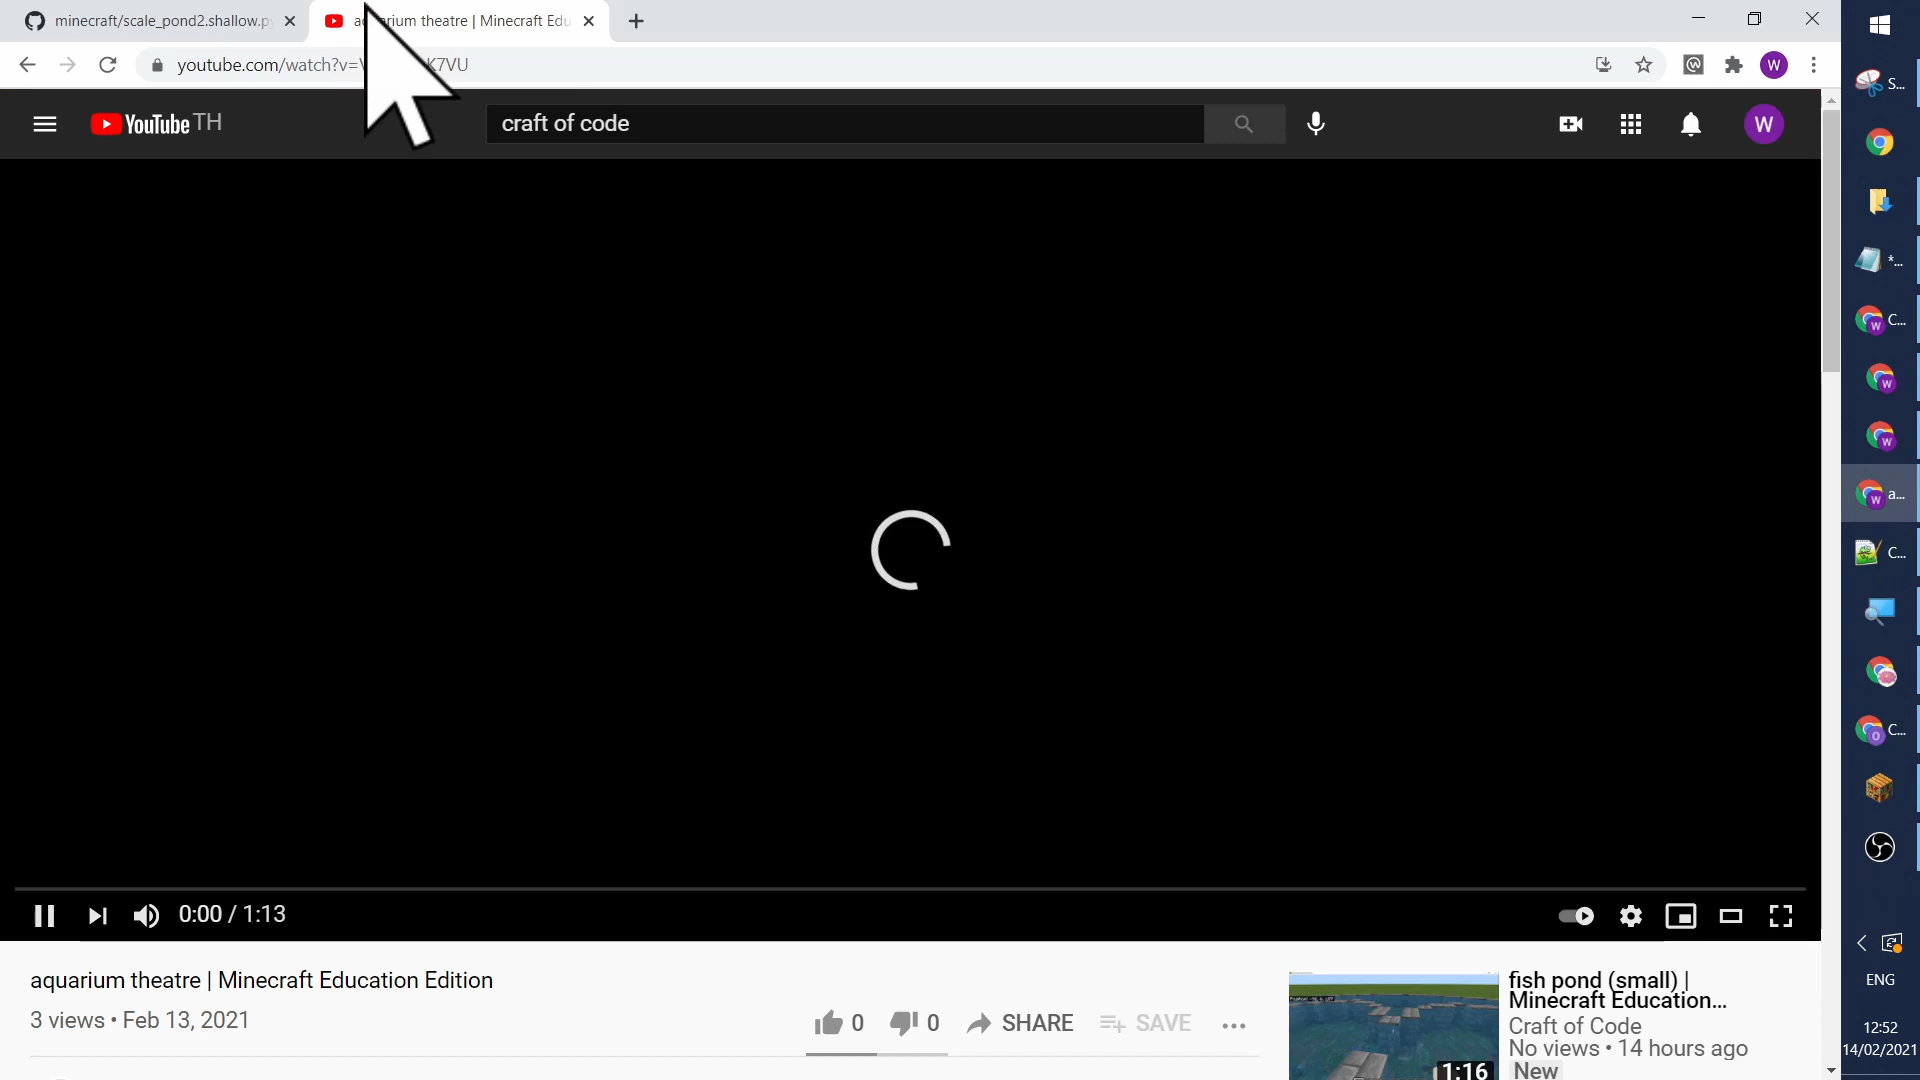 minecraft/scale_pond2.shallow.p
rium theatre | Minecraft Edu
youtube.com/watch?v=
K7VU
YouTube TH
craft of code
W
0:00 / 1:13
aquarium theatre | Minecraft Education Edition
3 views • Feb 13, 2021
0
0
SHARE
SAVE
fish pond (small) |
Minecraft Education...
Craft of Code
No views • 14 hours ago
New
1:16
S...
*...
C...
W
W
W
a...
C...
C...
ENG
12:52
14/02/2021